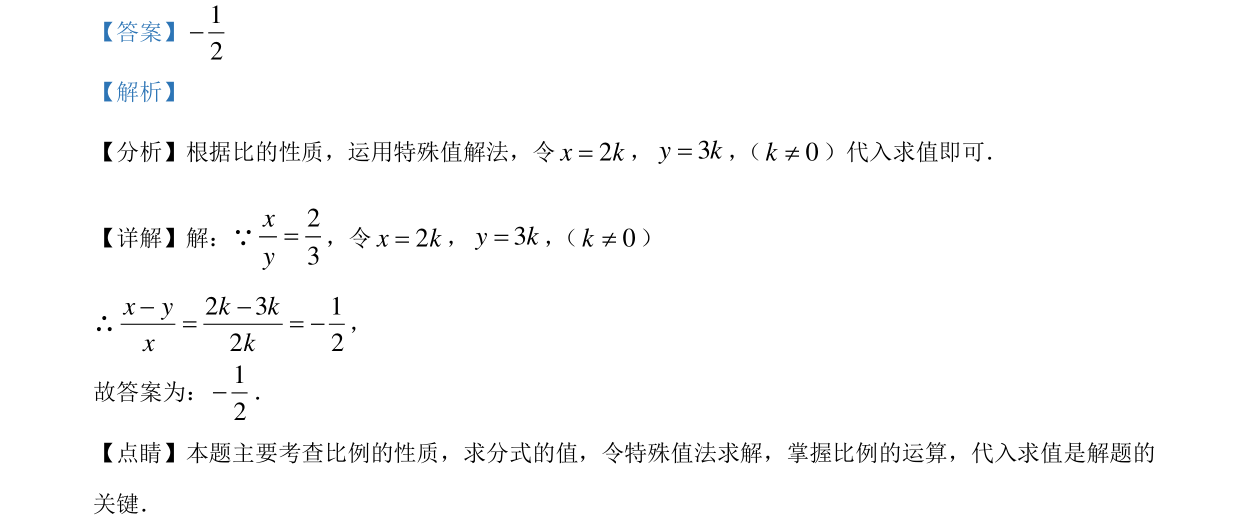 【答案】$-\frac{1}{2}$
【解析】
【分析】根据比的性质，运用特殊值解法，令 $x=2k$，$y=3k$，（$k\neq 0$）代入求值即可．
【详解】解：∵$\frac{x}{y}=\frac{2}{3}$，令 $x=2k$，$y=3k$，（$k\neq 0$）
∴$\frac{x-y}{x}=\frac{2k-3k}{2k}=-\frac{1}{2}$，
故答案为：$-\frac{1}{2}$．
【点睛】本题主要考查比例的性质，求分式的值，令特殊值法求解，掌握比例的运算，代入求值是解题的
关键．